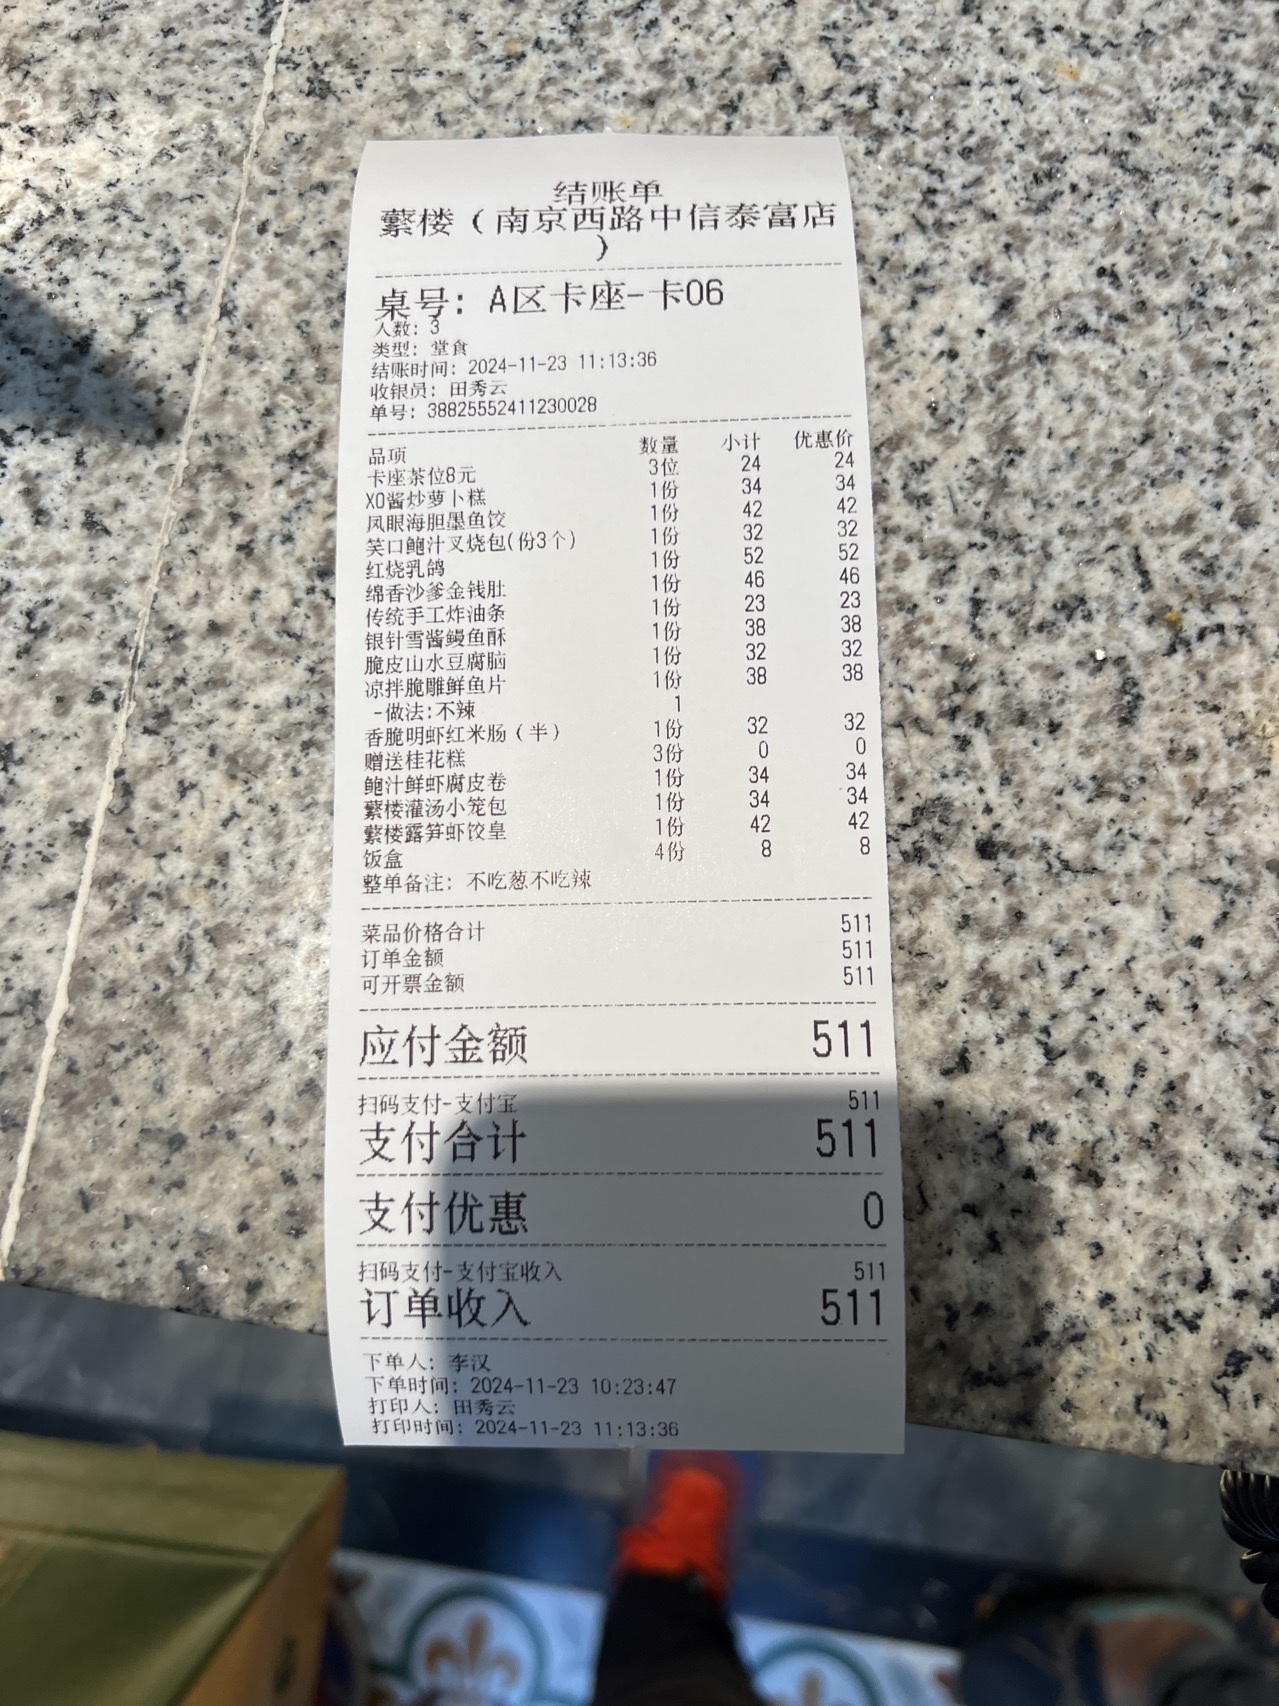 结账单
蘩楼（南京西路中信泰富店
）
桌号: A区卡座-卡06
人数: 3
类型: 堂食
结账时间: 2024-11-23 11:13:36
收银员: 田秀云
单号: 38825552411230028
品项 数量 小计 优惠价
卡座茶位8元 3位 24 24
XO酱炒萝卜糕 1份 34 34
凤眼海胆墨鱼饺 1份 42 42
笑口鲍汁叉烧包(份3个) 1份 32 32
红烧乳鸽 1份 52 52
绵香沙爹金钱肚 1份 46 46
传统手工炸油条 1份 23 23
银针雪酱鳗鱼酥 1份 38 38
脆皮山水豆腐脑 1份 32 32
凉拌脆雕鲜鱼片 1份 38 38
-做法:不辣 1
香脆明虾红米肠（半） 1份 32 32
赠送桂花糕 3份 0 0
鲍汁鲜虾腐皮卷 1份 34 34
蘩楼灌汤小笼包 1份 34 34
蘩楼露笋虾饺皇 1份 42 42
饭盒 4份 8 8
整单备注: 不吃葱不吃辣
菜品价格合计 511
订单金额 511
可开票金额 511
应付金额 511
扫码支付-支付宝 511
支付合计 511
支付优惠 0
扫码支付-支付宝收入 511
订单收入 511
下单人: 李汉
下单时间: 2024-11-23 10:23:47
打印人: 田秀云
打印时间: 2024-11-23 11:13:36